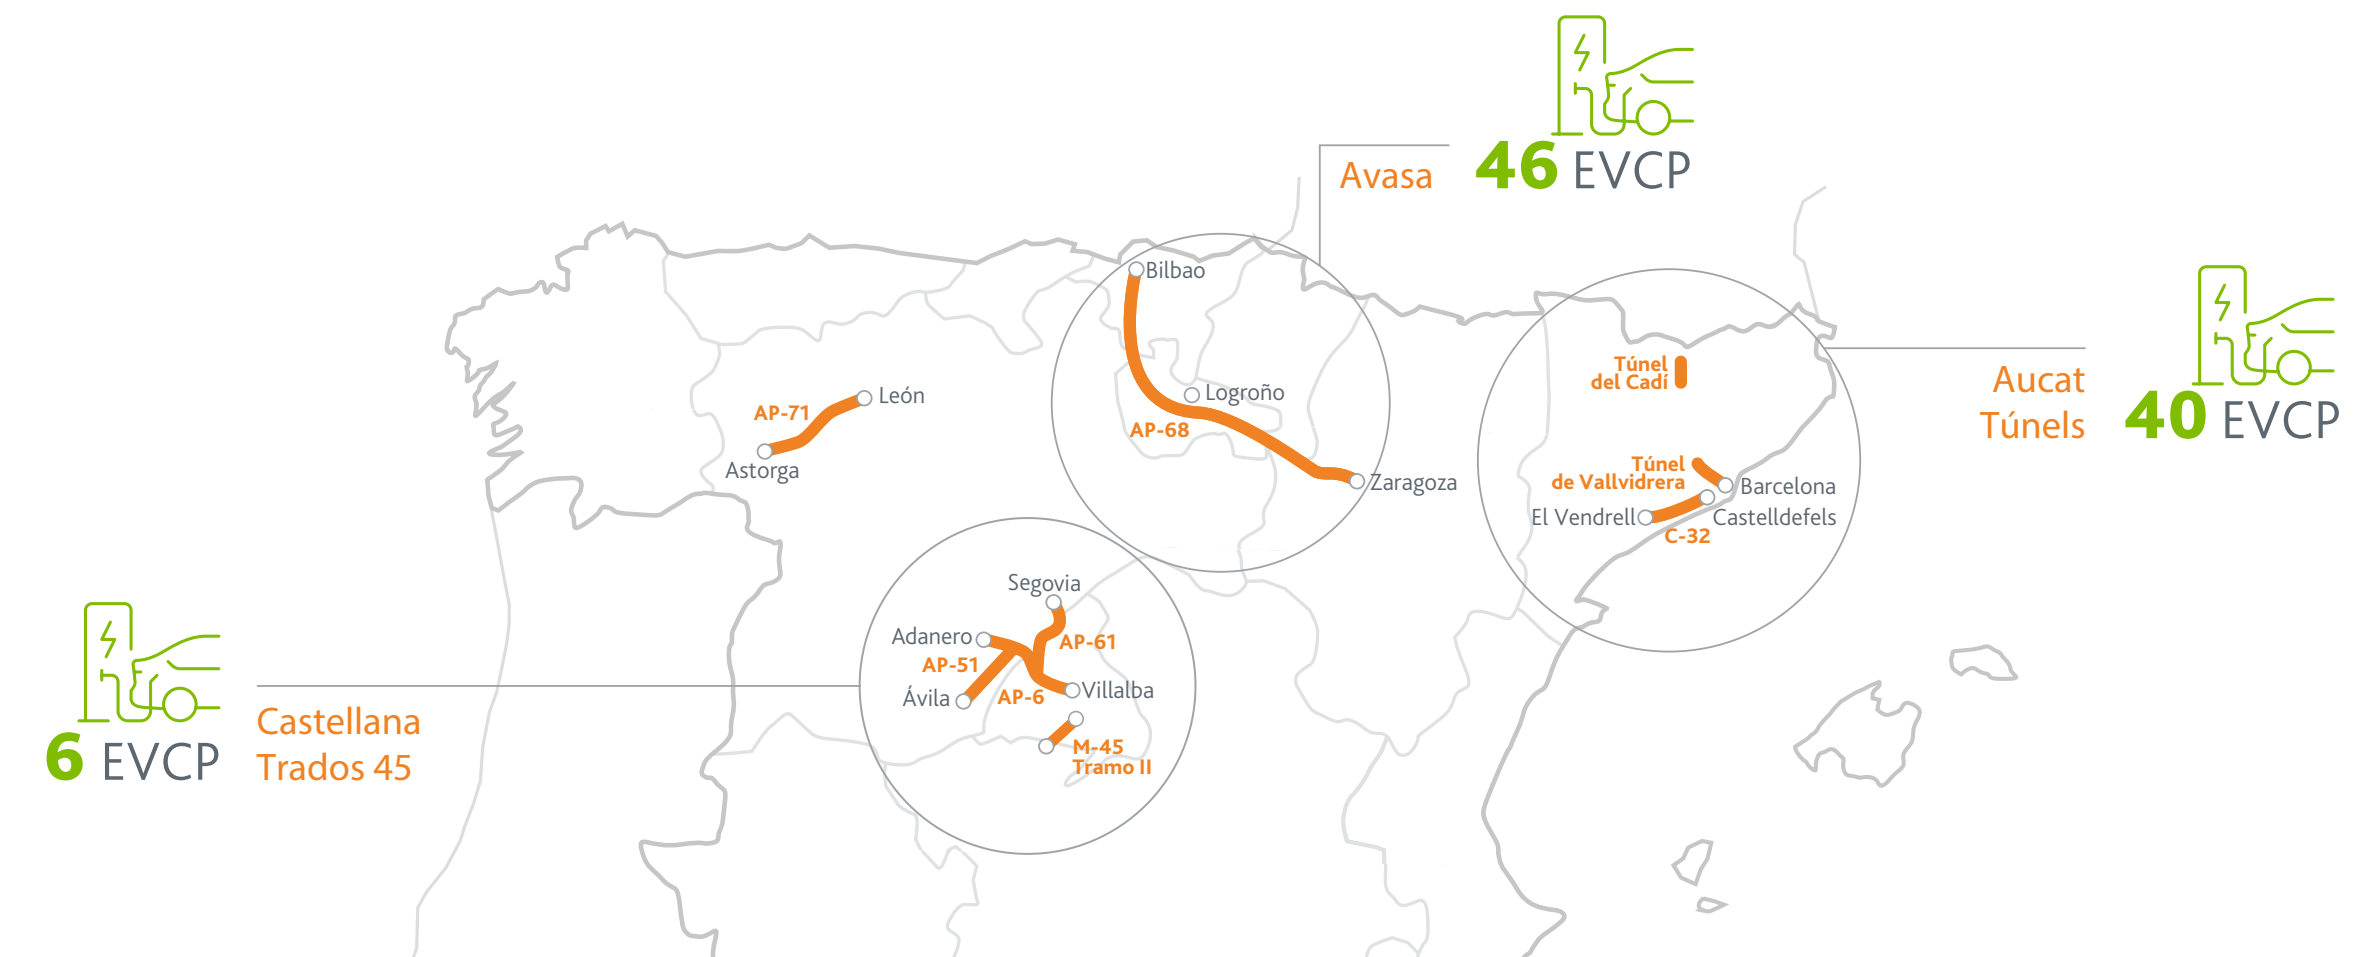 Avasa
46 EVCP
Bilbao
Logroño
AP-68
Zaragoza
Túnel
del Cadí
Túnel
de Vallvidrera
Barcelona
El Vendrell
Castelldefels
C-32
Aucat
Túnels
40 EVCP
León
AP-71
Astorga
Segovia
Adanero
AP-61
AP-51
Ávila
AP-6
Villalba
M-45
Tramo II
Castellana
Trados 45
6 EVCP